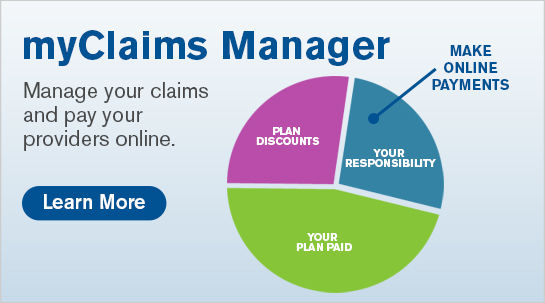 myClaims Manager
Manage your claims
and pay your
providers online.
Learn More
MAKE
ONLINE
PAYMENTS
PLAN
DISCOUNTS
YOUR
RESPONSIBILITY
YOUR
PLAN PAID